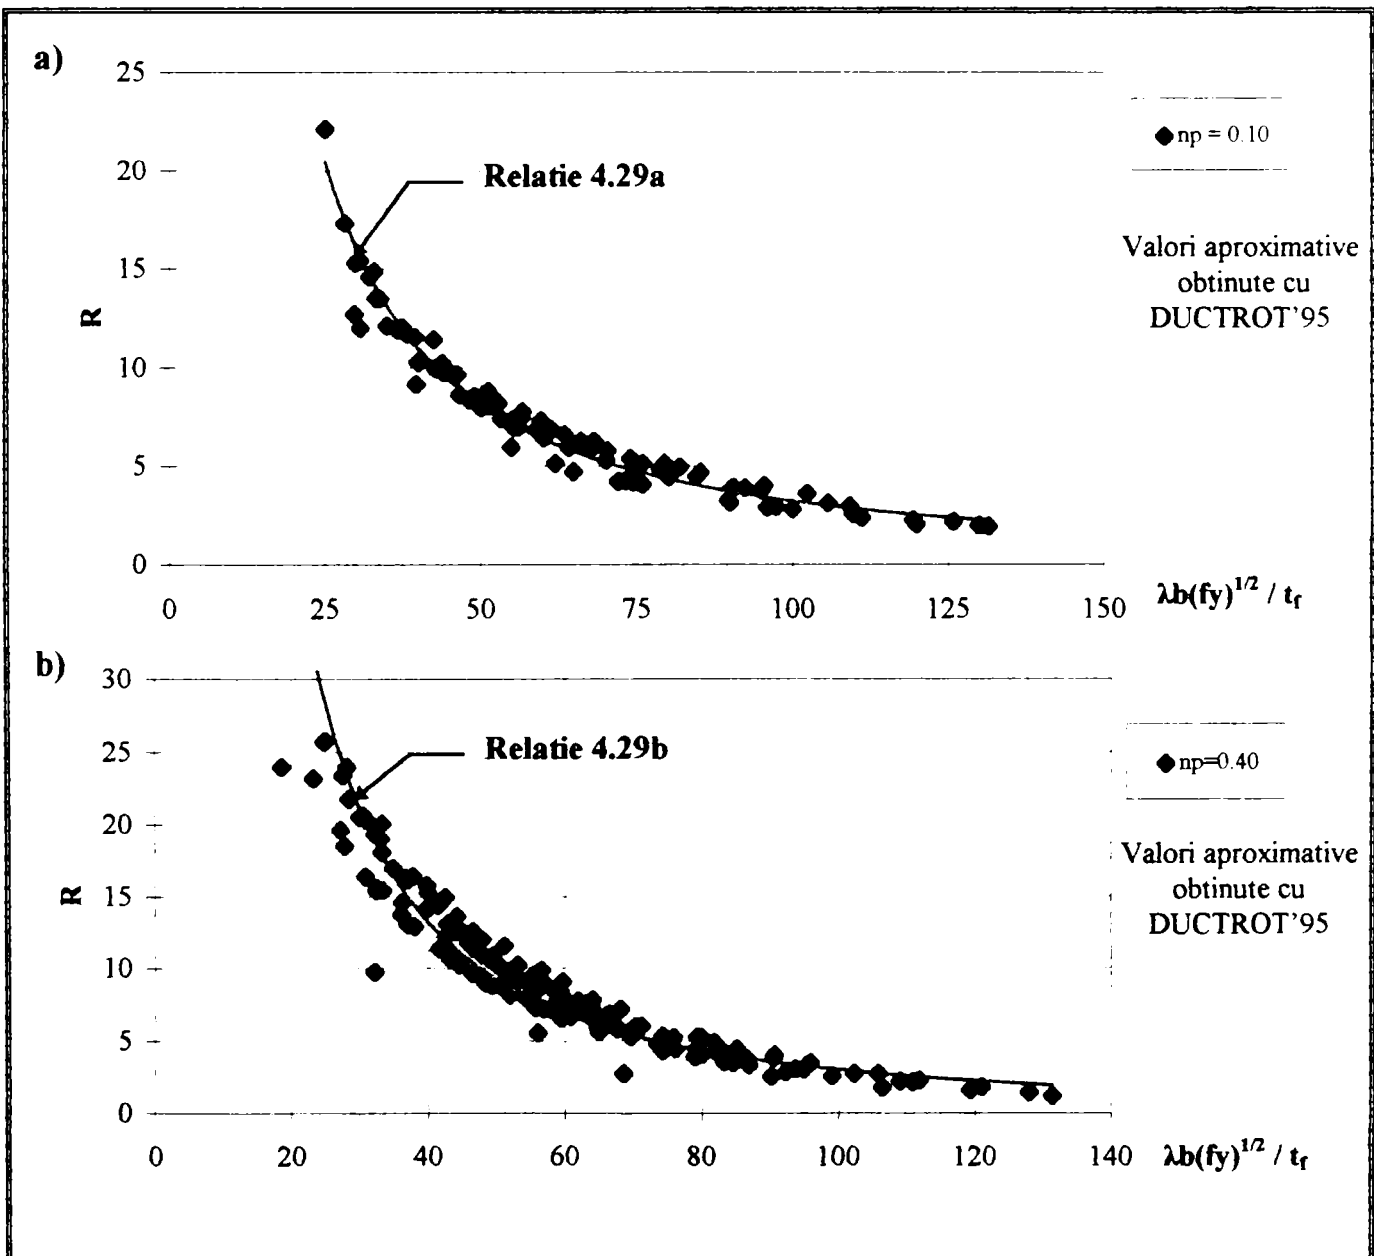 a)
25
20
15
10
5
0
R
Relatie 4.29a
np = 0.10
Valori aproximative
obtinute cu
DUCTROT’95
0 25 50 75 100 125 150 λb(fy)^1/2 / t_f
b)
30
25
20
15
10
5
0
R
Relatie 4.29b
np=0.40
Valori aproximative
obtinute cu
DUCTROT’95
0 20 40 60 80 100 120 140 λb(fy)^1/2 / t_f